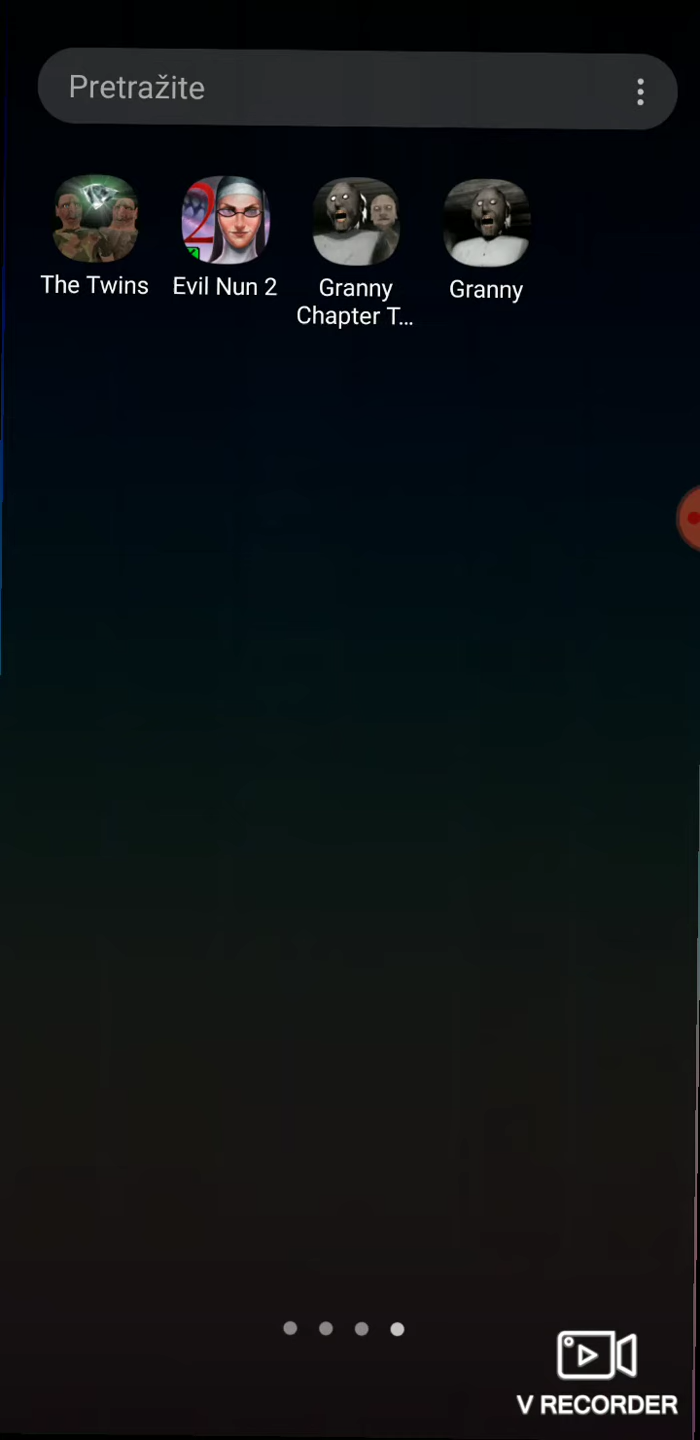 Pretražite
The Twins
Evil Nun 2
Granny
Chapter T...
Granny
V RECORDER